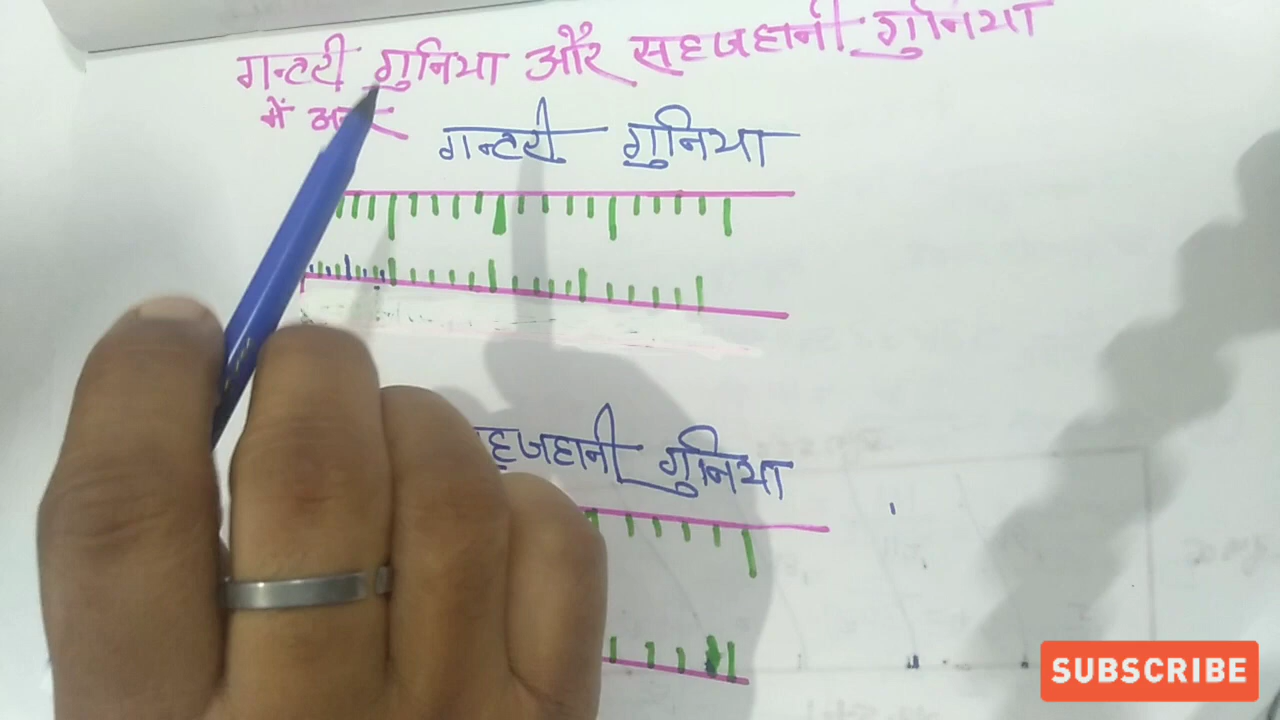 गन्टरी गुनिया और सहजहानी गुनिया
में अन्तर
गन्टरी गुनिया
हजहानी गुनिया
SUBSCRIBE